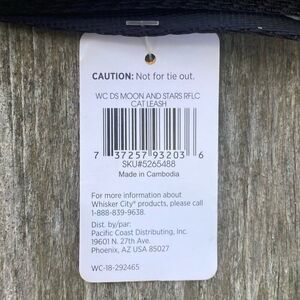 CAUTION: Not for tie out.
WC DS MOON AND STARS RFLC
CAT LEASH
7 37257 93203 6
SKU#5265488
Made in Cambodia
For more information about
Whisker City® products, please call
1-888-839-9638.
Dist. by/par:
Pacific Coast Distributing, Inc.
19601 N. 27th Ave.
Phoenix, AZ USA 85027
WC-18-292465